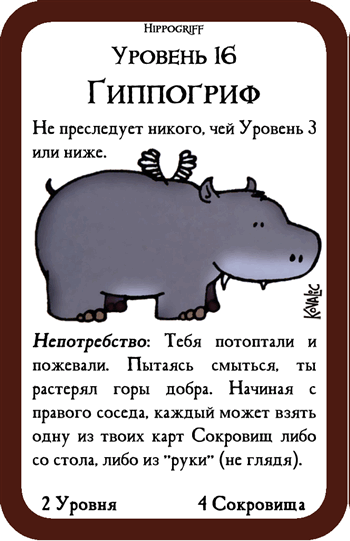 Hippogriff
Уровень 16
Гиппогриф
Не преследует никого, чей Уровень 3
или ниже.
Kovalic
Непотребство: Тебя потоптали и
пожевали. Пытаясь смыться, ты
растерял горы добра. Начиная с
правого соседа, каждый может взять
одну из твоих карт Сокровищ либо
со стола, либо из "руки" (не глядя).
2 Уровня 4 Сокровища